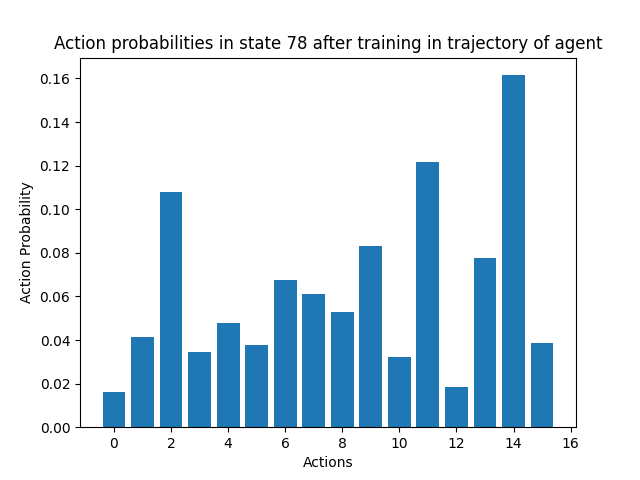 Action probabilities in state 78 after training in trajectory of agent
0.16
0.14
0.12
0.10
0.08
0.06
0.04
0.02
0.00
Action Probability
0 2 4 6 8 10 12 14 16
Actions